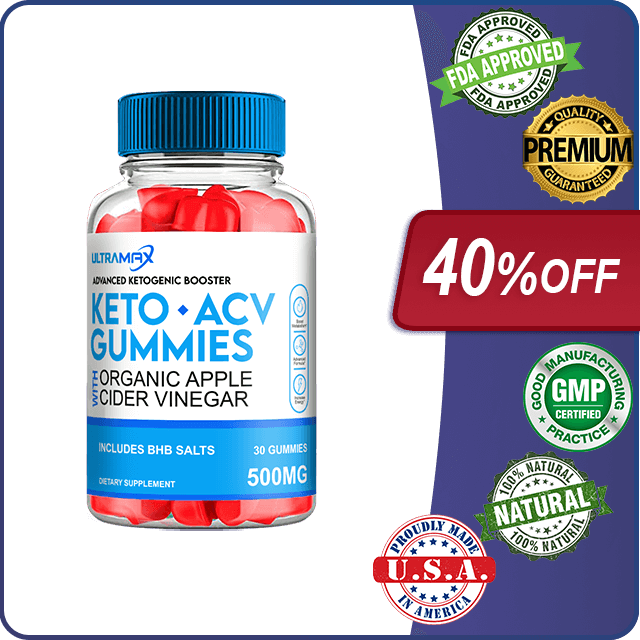 FDA APPROVED
FDA APPROVED
FDA APPROVED
QUALITY
PREMIUM
GUARANTEED
40%OFF
ULTRAMAX
ADVANCED KETOGENIC BOOSTER
KETO · ACV
GUMMIES
WITH
ORGANIC APPLE
CIDER VINEGAR
INCLUDES BHB SALTS
30 GUMMIES
DIETARY SUPPLEMENT
500MG
GOOD MANUFACTURING
GMP
CERTIFIED
PRACTICE
100% NATURAL
NATURAL
100% NATURAL
PROUDLY MADE
U.S.A.
IN AMERICA